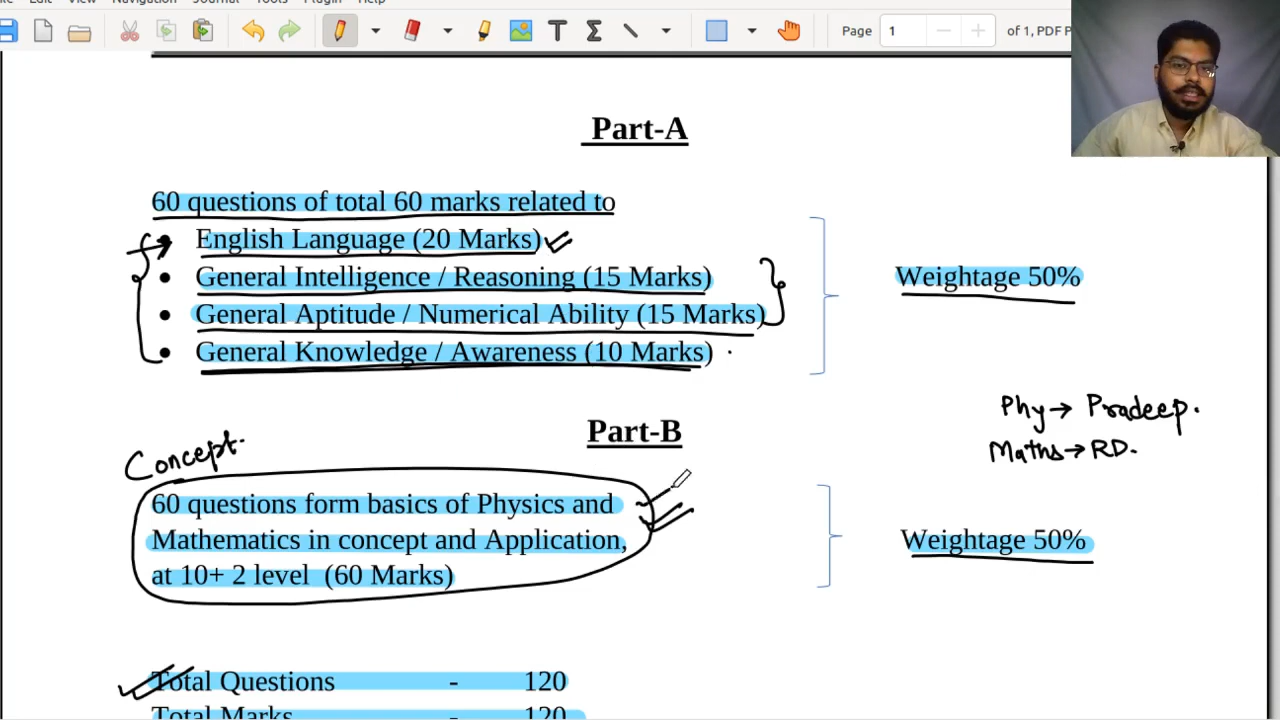 Edit View Navigation Journal Tools Plugin Help
Page 1 of 1, PDF P
Part-A
60 questions of total 60 marks related to
• English Language (20 Marks)
• General Intelligence / Reasoning (15 Marks)
• General Aptitude / Numerical Ability (15 Marks)
• General Knowledge / Awareness (10 Marks)
Weightage 50%
Phy → Pradeep.
Maths → RD.
Part-B
Concept.
60 questions form basics of Physics and
Mathematics in concept and Application,
at 10+ 2 level (60 Marks)
Weightage 50%
Total Questions - 120
Total Marks - 120